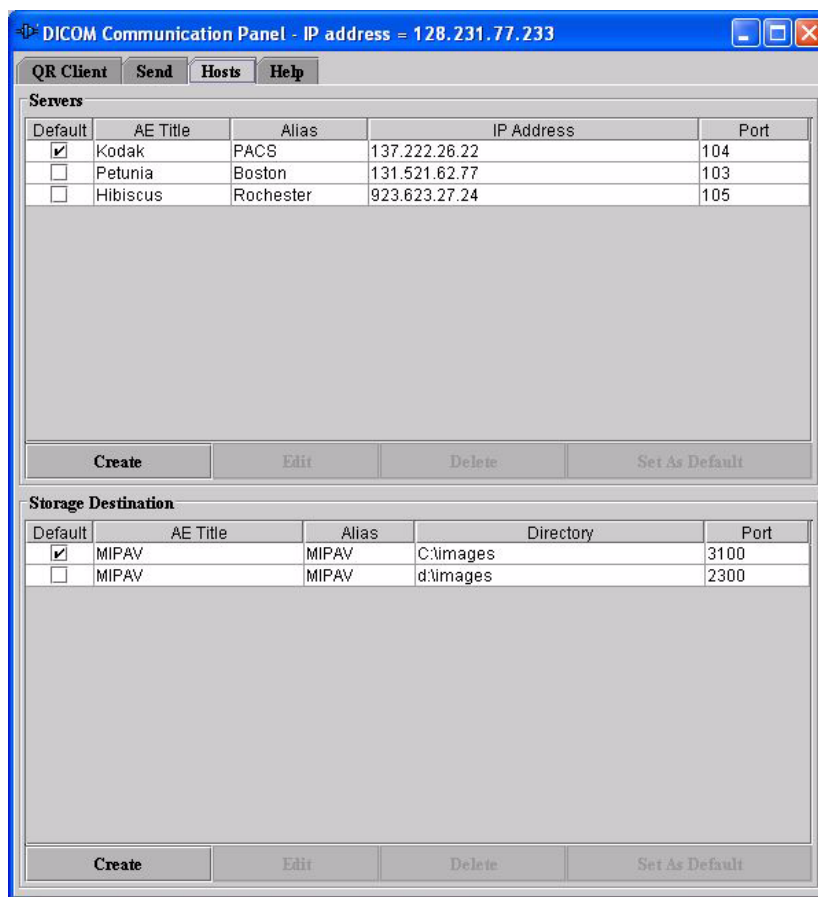 DICOM Communication Panel - IP address = 128.231.77.233
QR Client Send Hosts Help
Servers
Default AE Title Alias IP Address Port
Kodak PACS 137.222.26.22 104
Petunia Boston 131.521.62.77 103
Hibiscus Rochester 923.623.27.24 105
Create Edit Delete Set As Default
Storage Destination
Default AE Title Alias Directory Port
MIPAV MIPAV C:\images 3100
MIPAV MIPAV d:\images 2300
Create Edit Delete Set As Default